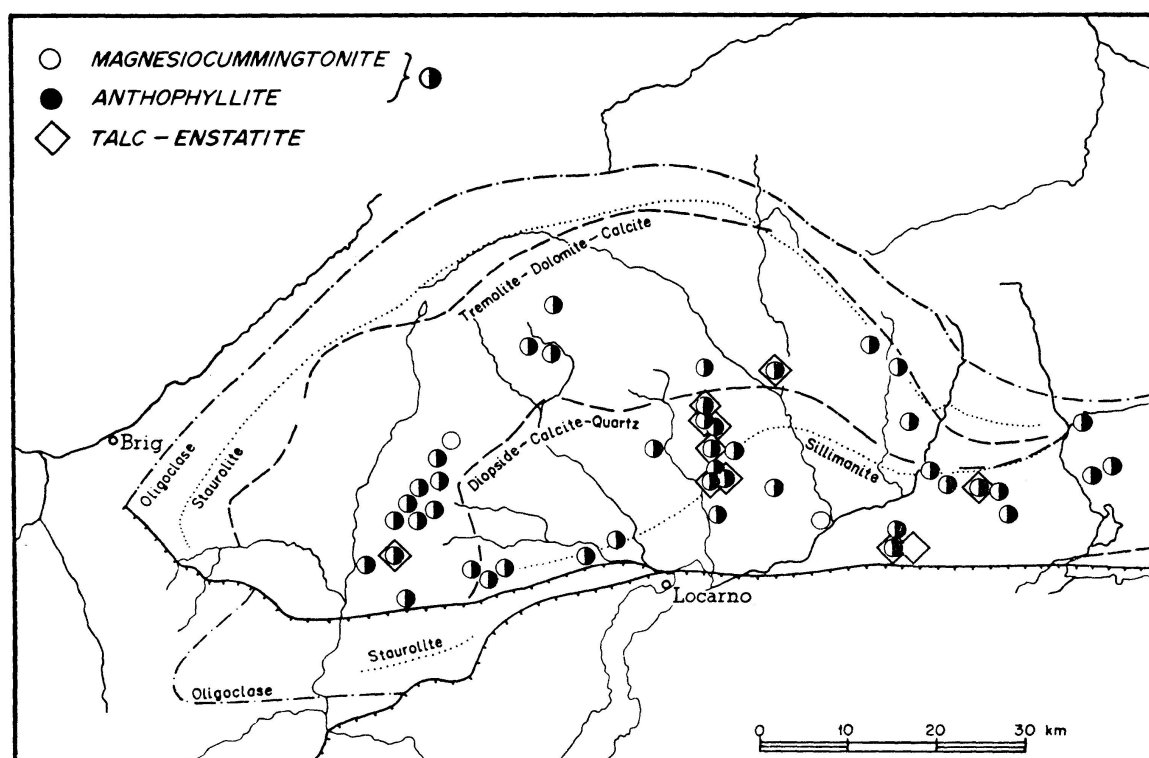 MAGNESIOCUMMINGTONITE
ANTHOPHYLLITE
TALC – ENSTATITE
Tremolite-Dolomite-Calcite
Brig
Oligoclase
Staurolite
Diopside-Calcite-Quartz
Sillimanite
Locarno
Staurolite
Oligoclase
0 10 20 30 km